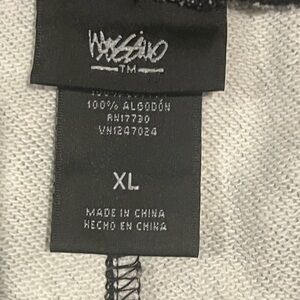 Mossimo
TM
100% ALGODÓN
RN17730
VN1247024
XL
MADE IN CHINA
HECHO EN CHINA